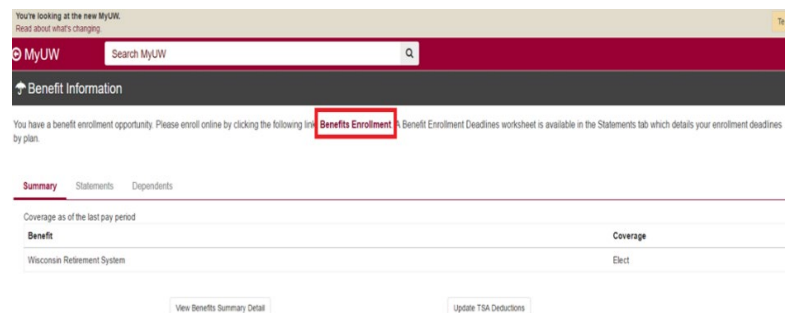 You're looking at the new MyUW.
Read about what's changing.
Te
MyUW
Search MyUW
Benefit Information
You have a benefit enrollment opportunity. Please enroll online by clicking the following link Benefits Enrollment A Benefit Enrollment Deadlines worksheet is available in the Statements tab which details your enrollment deadlines
by plan.
Summary Statements Dependents
Coverage as of the last pay period
Benefit Coverage
Wisconsin Retirement System Elect
View Benefits Summary Detail Update TSA Deductions